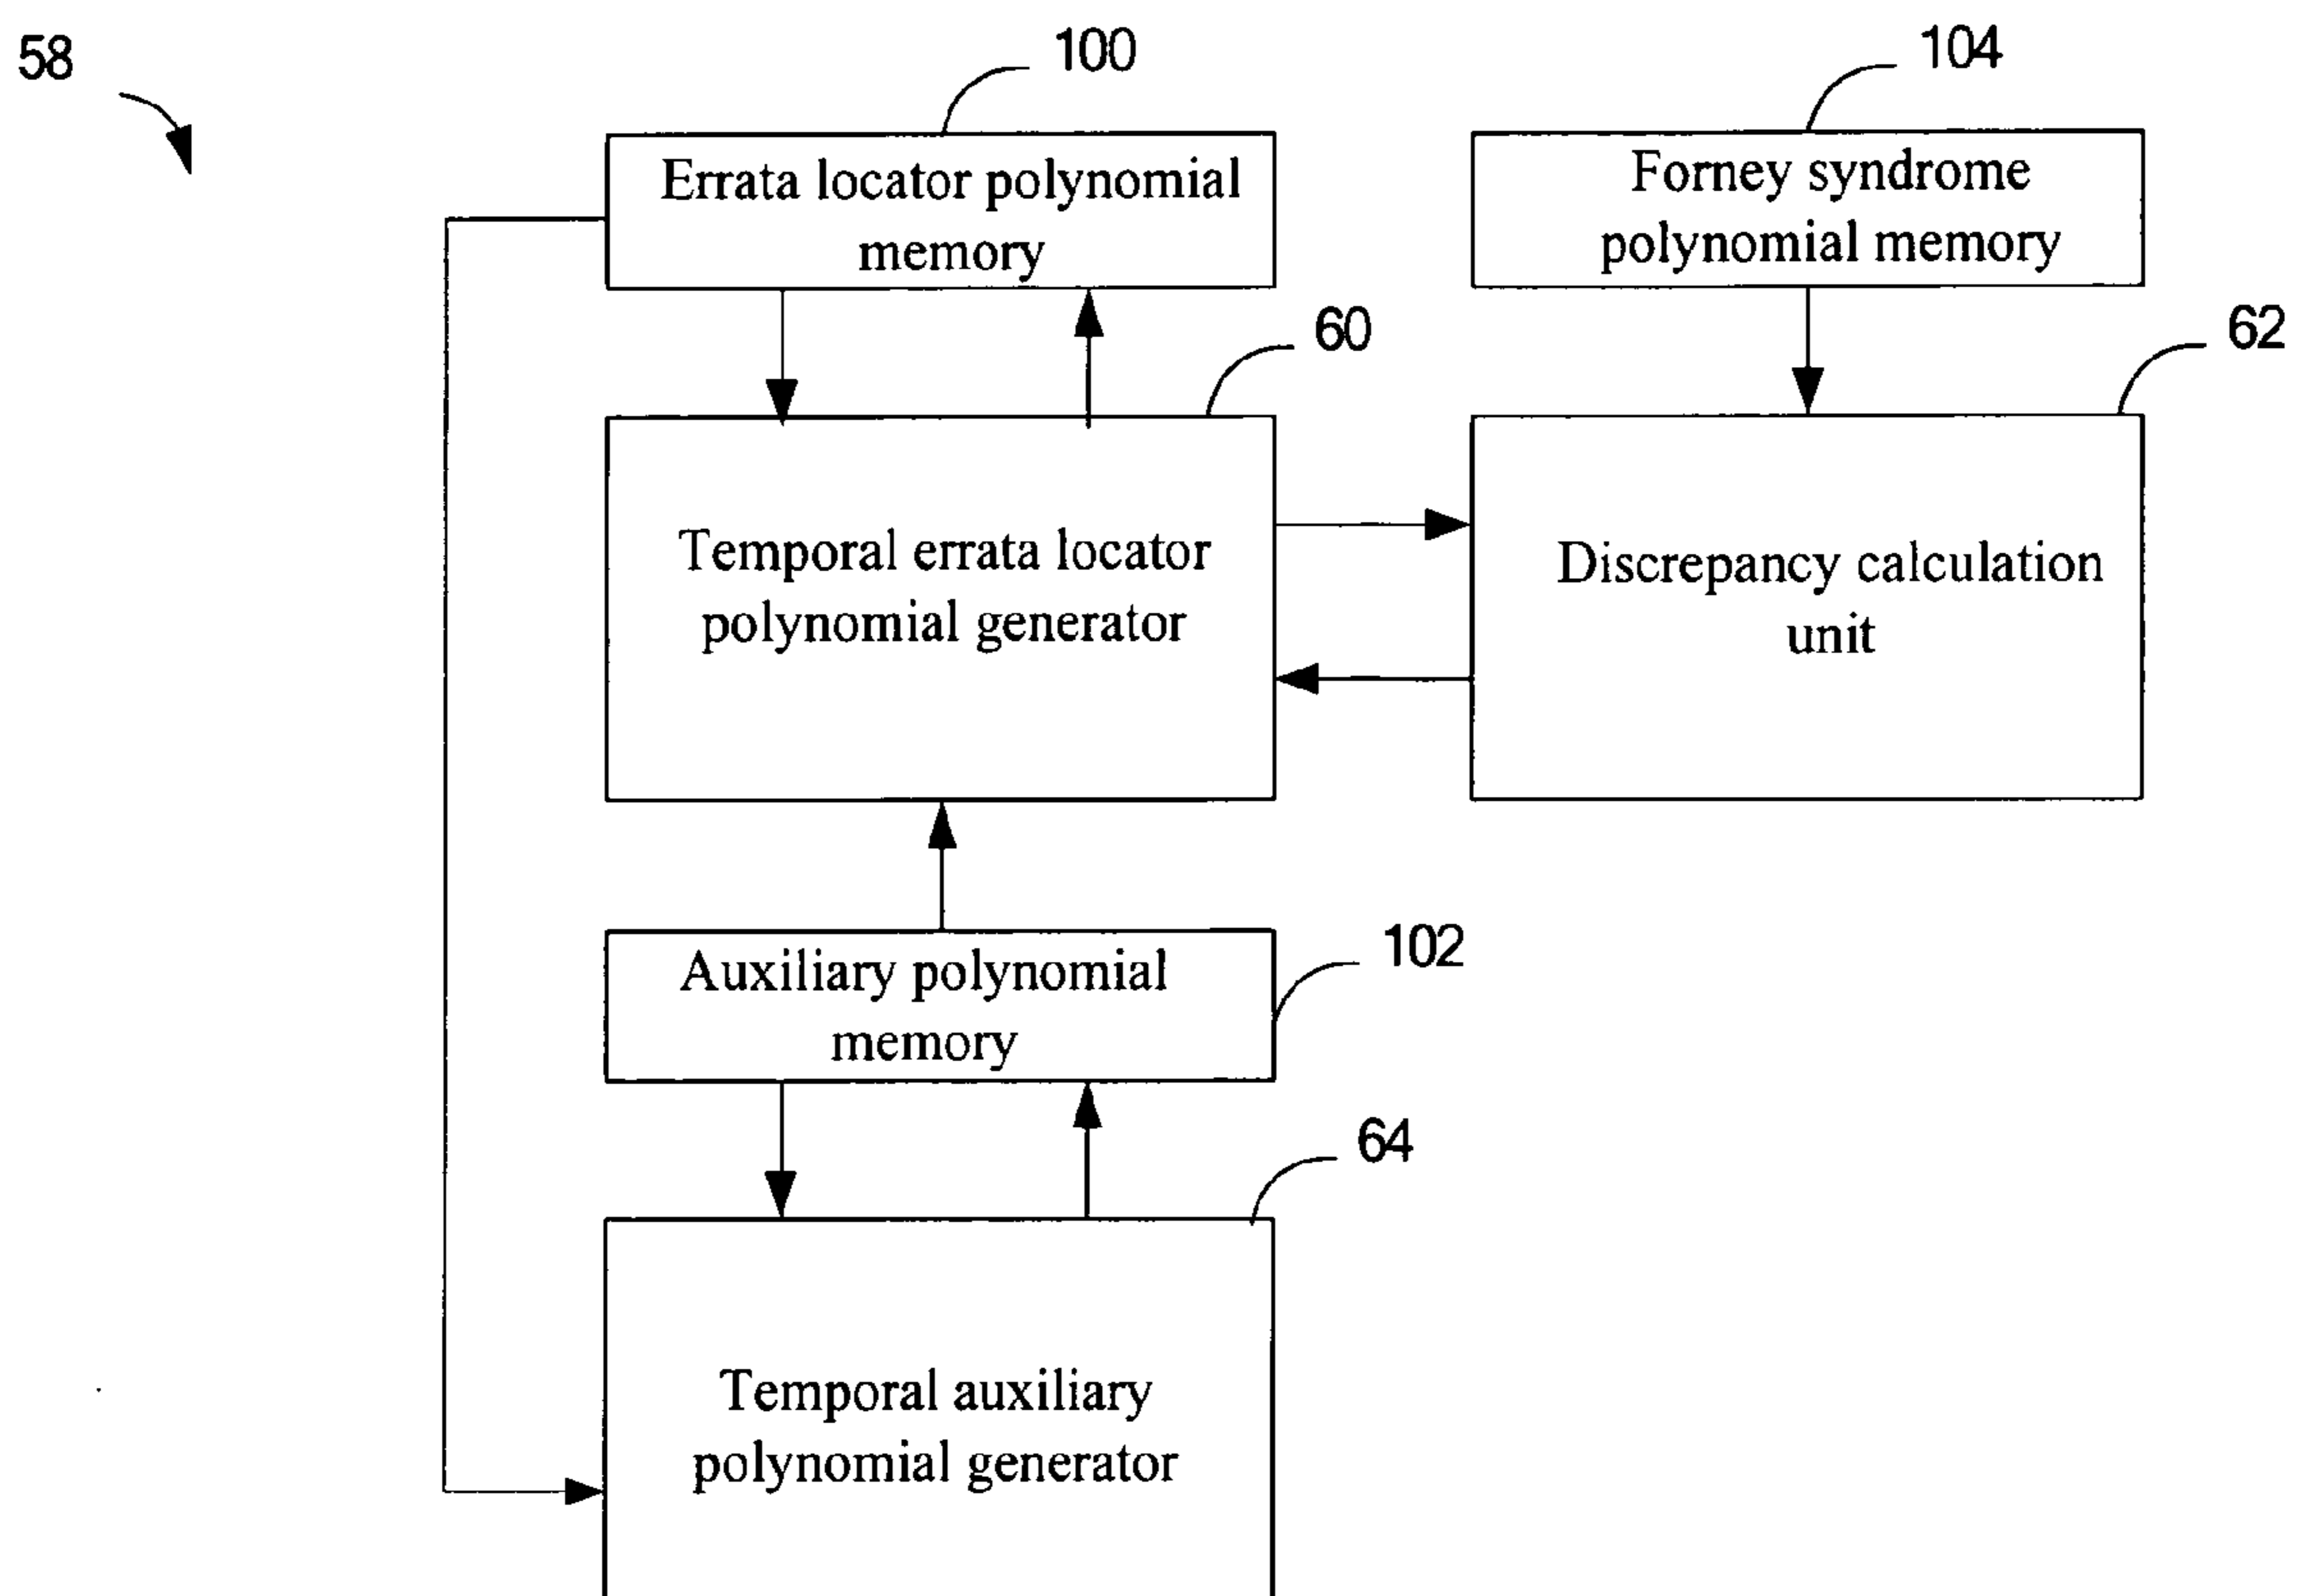 58
100
104
Errata locator polynomial
memory
Forney syndrome
polynomial memory
60
62
Temporal errata locator
polynomial generator
Discrepancy calculation
unit
Auxiliary polynomial
memory
102
64
Temporal auxiliary
polynomial generator